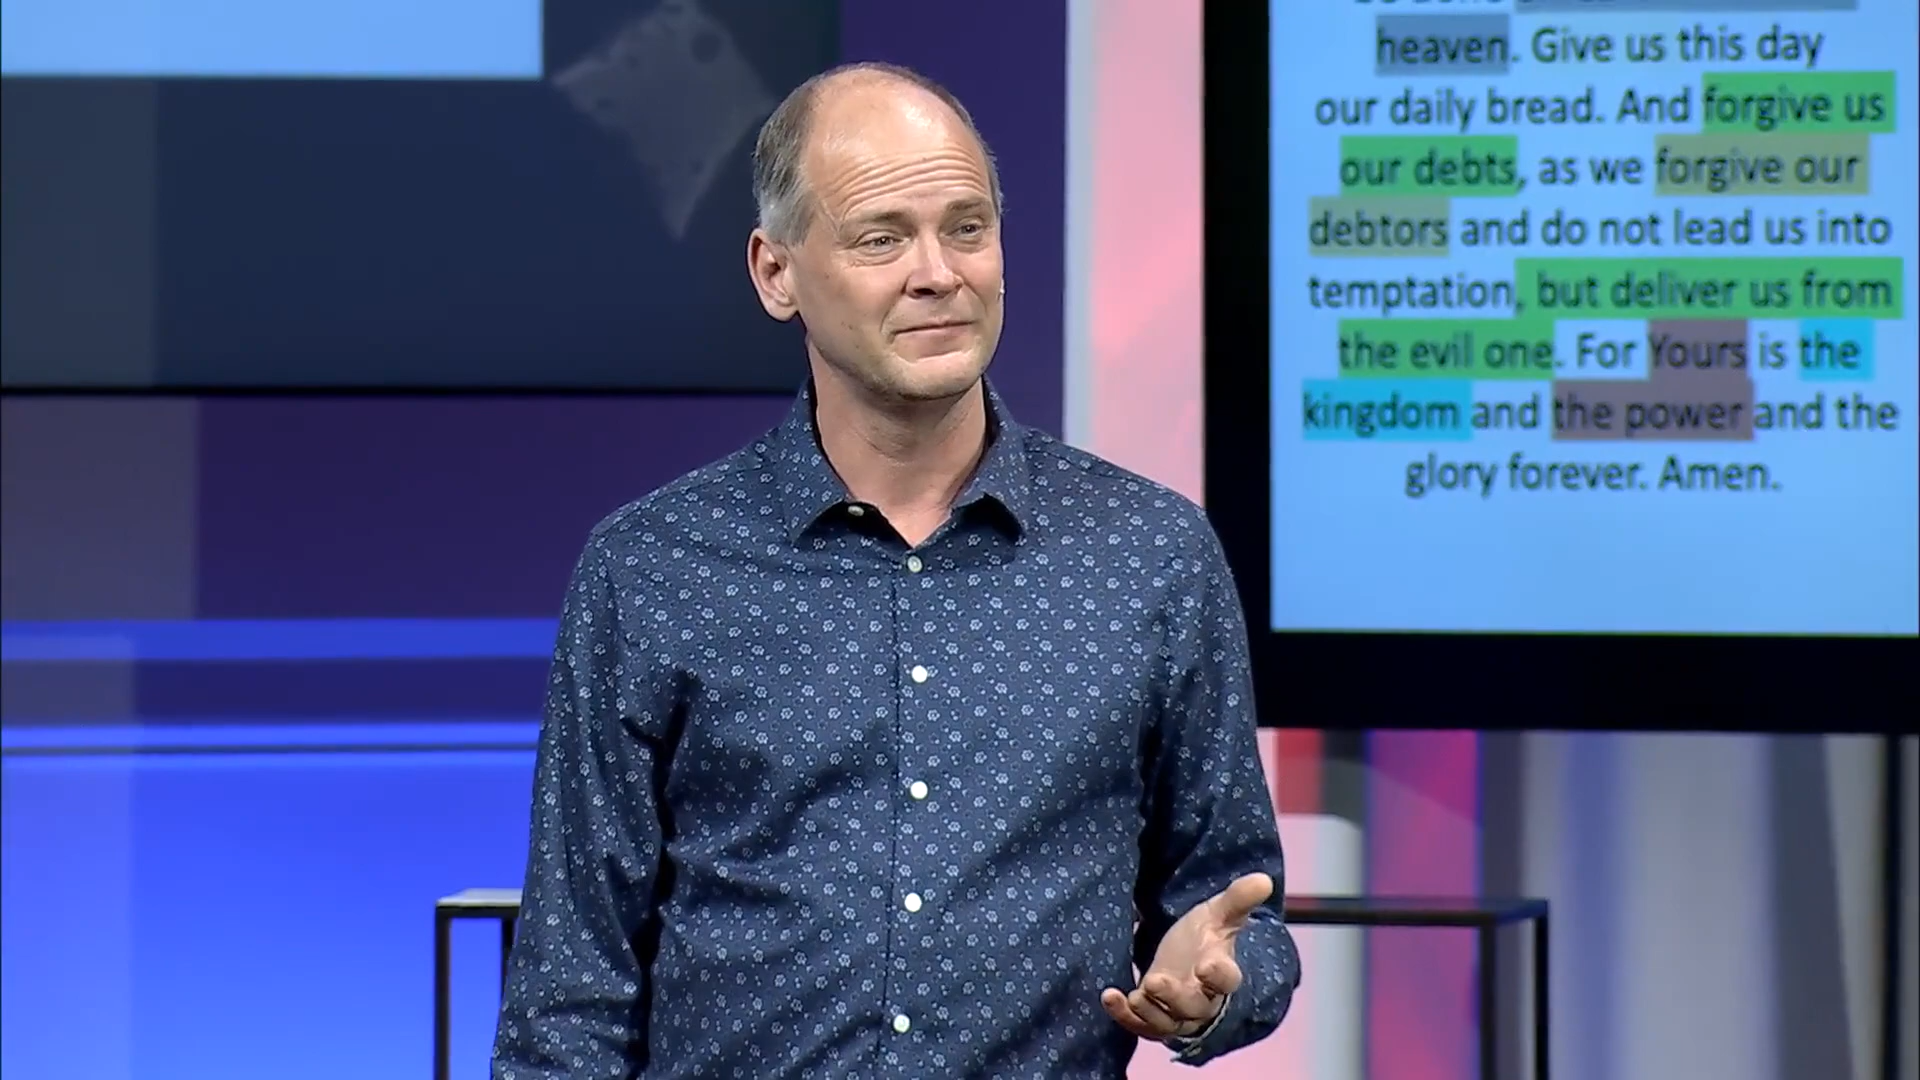 heaven. Give us this day
our daily bread. And forgive us
our debts, as we forgive our
debtors and do not lead us into
temptation, but deliver us from
the evil one. For Yours is the
kingdom and the power and the
glory forever. Amen.